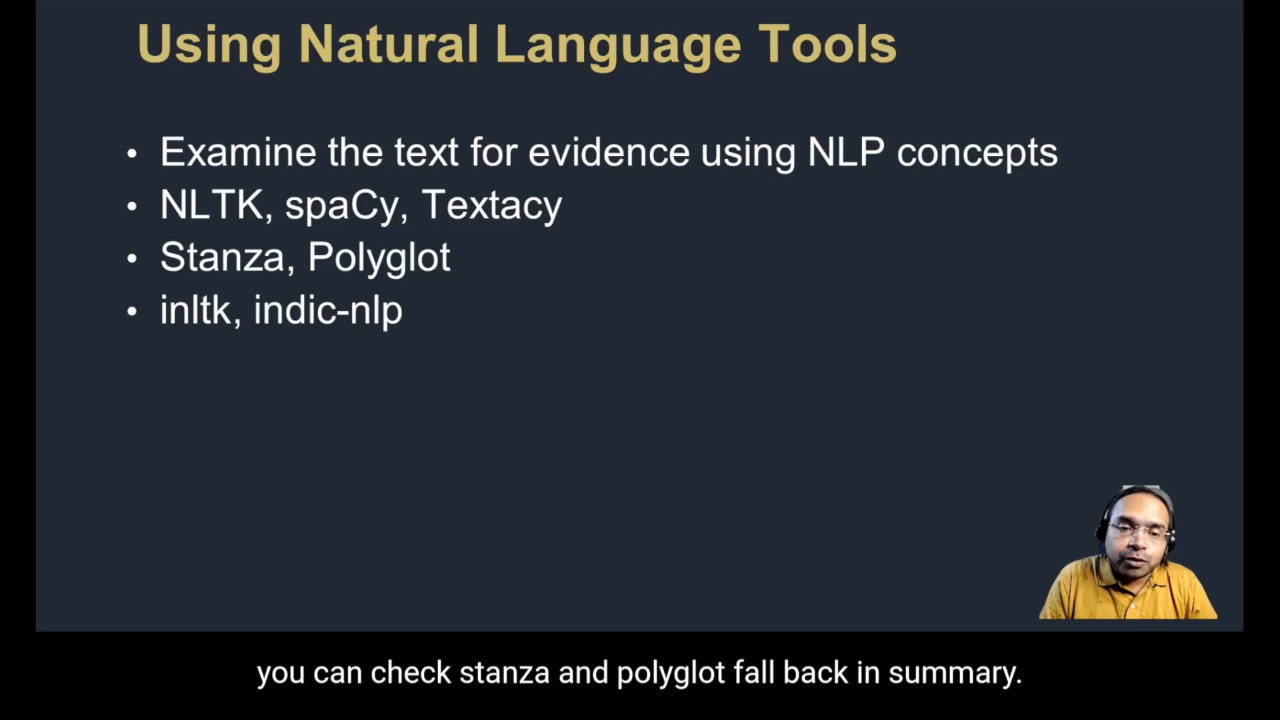 Using Natural Language Tools
• Examine the text for evidence using NLP concepts
• NLTK, spaCy, Textacy
• Stanza, Polyglot
• inltk, indic-nlp
you can check stanza and polyglot fall back in summary.